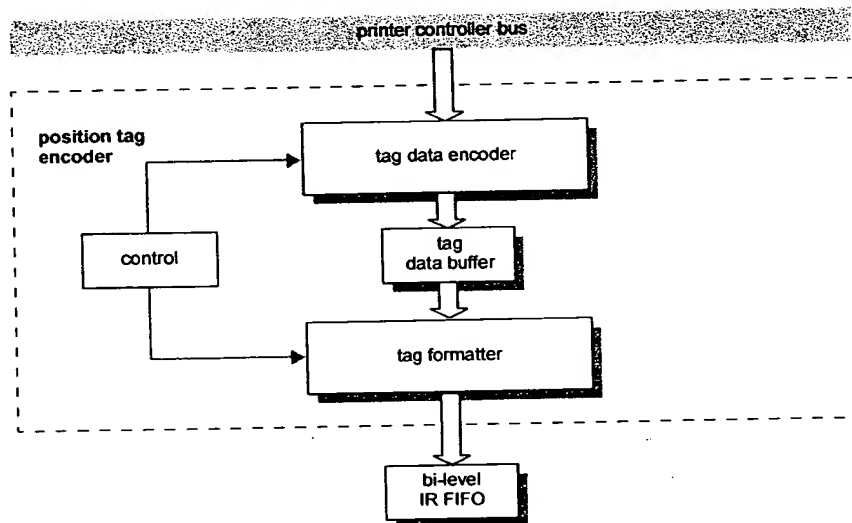 printer controller bus
position tag
encoder
tag data encoder
control
tag
data buffer
tag formatter
bi-level
IR FIFO